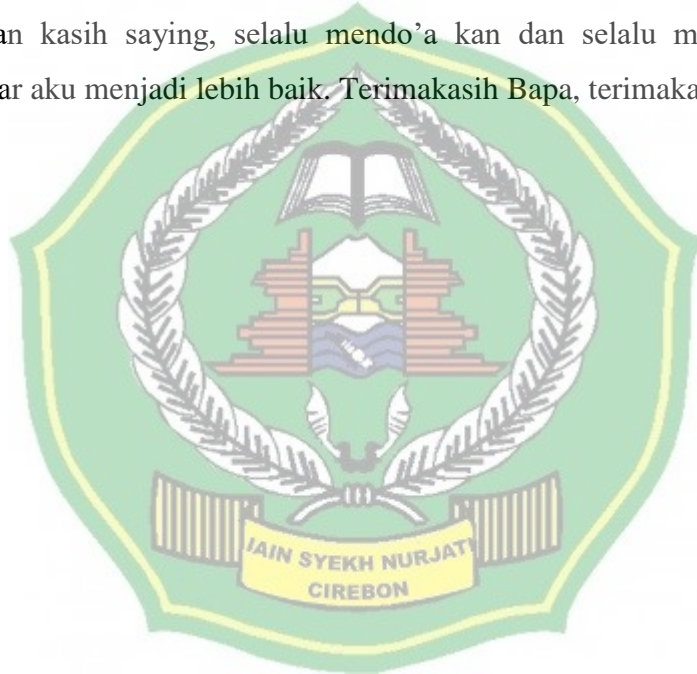 an kasih saying, selalu mendo’a kan dan selalu m
ar aku menjadi lebih baik. Terimakasih Bapa, terimaka
IAIN SYEKH NURJATI
CIREBON